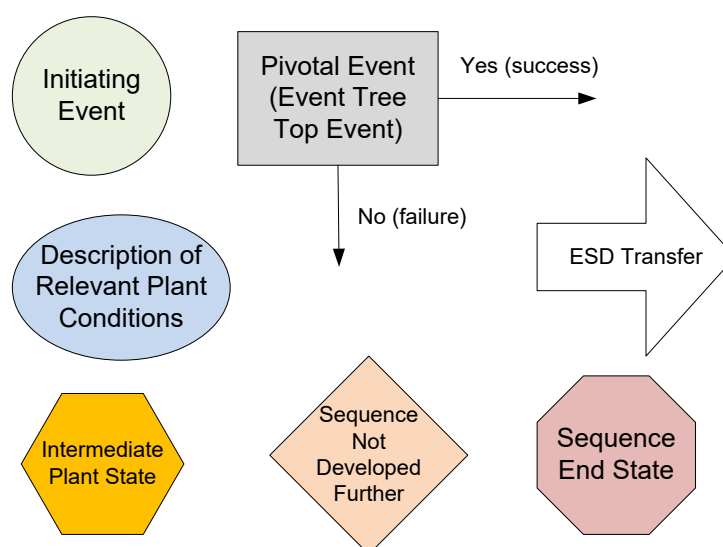 Initiating
Event
Pivotal Event
(Event Tree
Top Event)
Yes (success)
No (failure)
Description of
Relevant Plant
Conditions
ESD Transfer
Intermediate
Plant State
Sequence
Not
Developed
Further
Sequence
End State